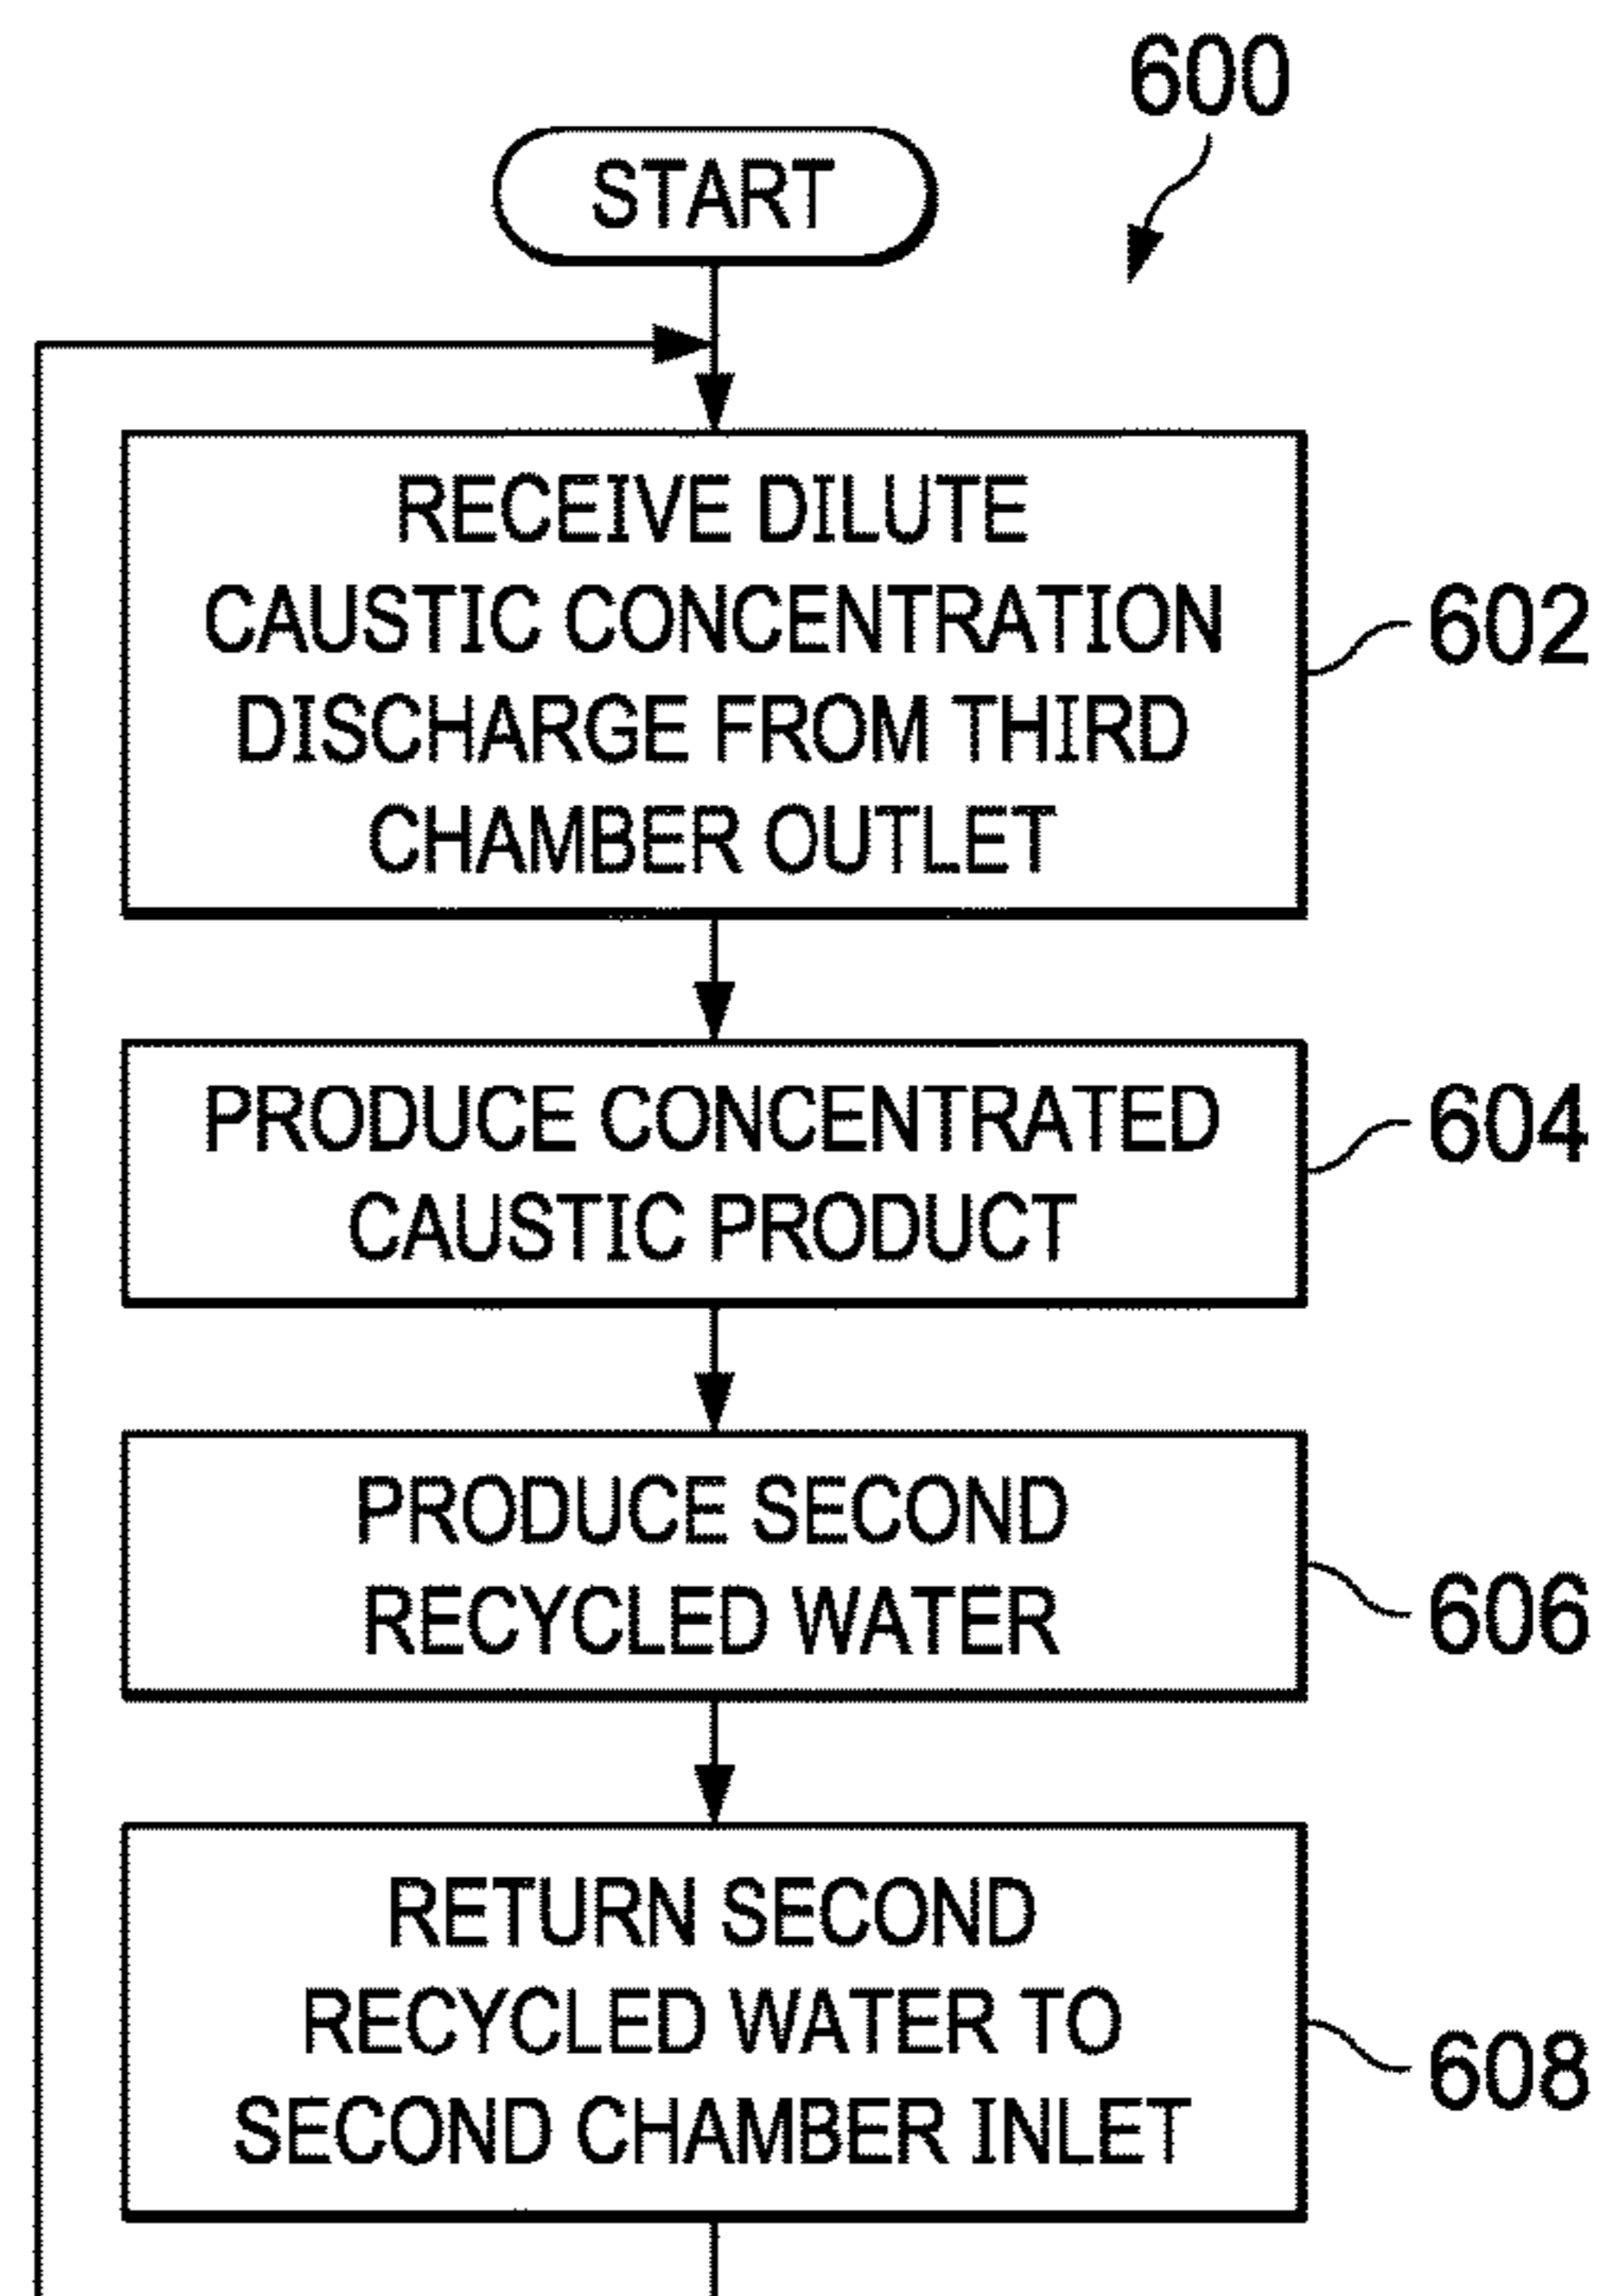 600
START
RECEIVE DILUTE
CAUSTIC CONCENTRATION
DISCHARGE FROM THIRD
CHAMBER OUTLET
602
PRODUCE CONCENTRATED
CAUSTIC PRODUCT
604
PRODUCE SECOND
RECYCLED WATER
606
RETURN SECOND
RECYCLED WATER TO
SECOND CHAMBER INLET
608